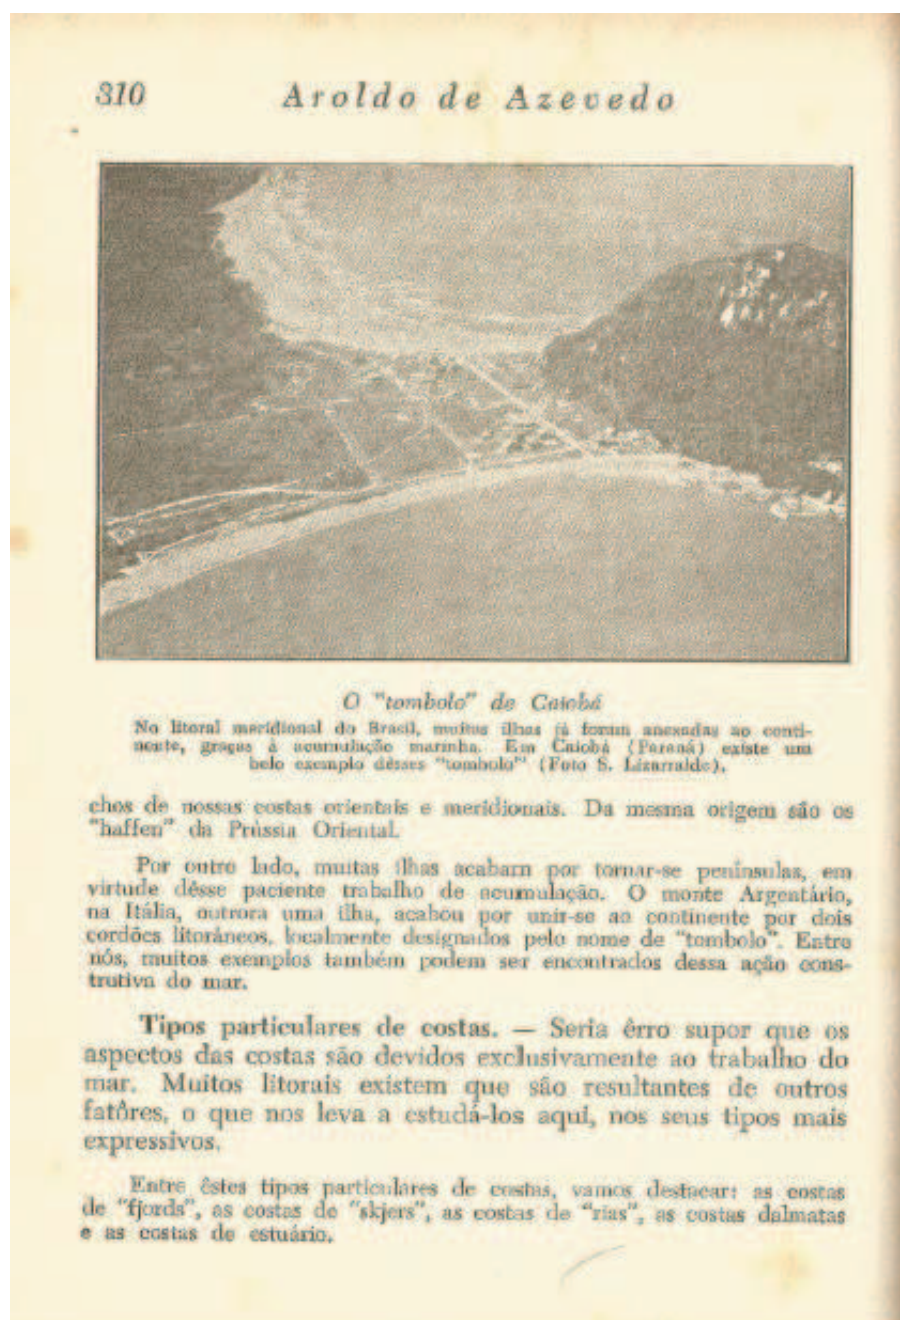 310
Aroldo de Azevedo
O "tombolo" de Caiobá
No litoral meridional do Brasil, muitas ilhas já foram anexadas ao conti-
nente, graças à acumulação marinha. Em Caiobá (Paraná) existe um
belo exemplo dêsses "tombolo" (Foto S. Lizarralde).
chos de nossas costas orientais e meridionais. Da mesma origem são os
"haffen" da Prússia Oriental.
Por outro lado, muitas ilhas acabam por tornar-se penínsulas, em
virtude dêsse paciente trabalho de acumulação. O monte Argentário,
na Itália, outrora uma ilha, acabou por unir-se ao continente por dois
cordões litorâneos, localmente designados pelo nome de "tombolo". Entre
nós, muitos exemplos também podem ser encontrados dessa ação cons-
trutiva do mar.
Tipos particulares de costas. — Seria êrro supor que os
aspectos das costas são devidos exclusivamente ao trabalho do
mar. Muitos litorais existem que são resultantes de outros
fatôres, o que nos leva a estudá-los aqui, nos seus tipos mais
expressivos.
Entre êstes tipos particulares de costas, vamos destacar: as costas
de "fjords", as costas de "skjers", as costas de "rias", as costas dalmatas
e as costas de estuário.